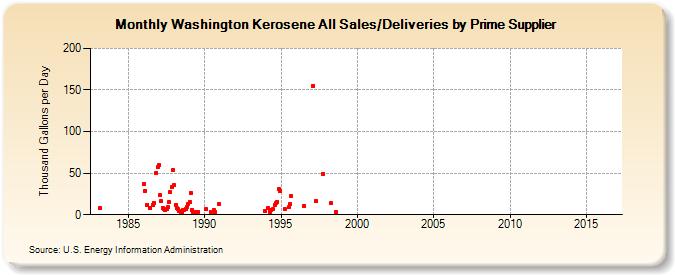 Monthly Washington Kerosene All Sales/Deliveries by Prime Supplier
Thousand Gallons per Day
200
150
100
50
0
1985 1990 1995 2000 2005 2010 2015
Source: U.S. Energy Information Administration